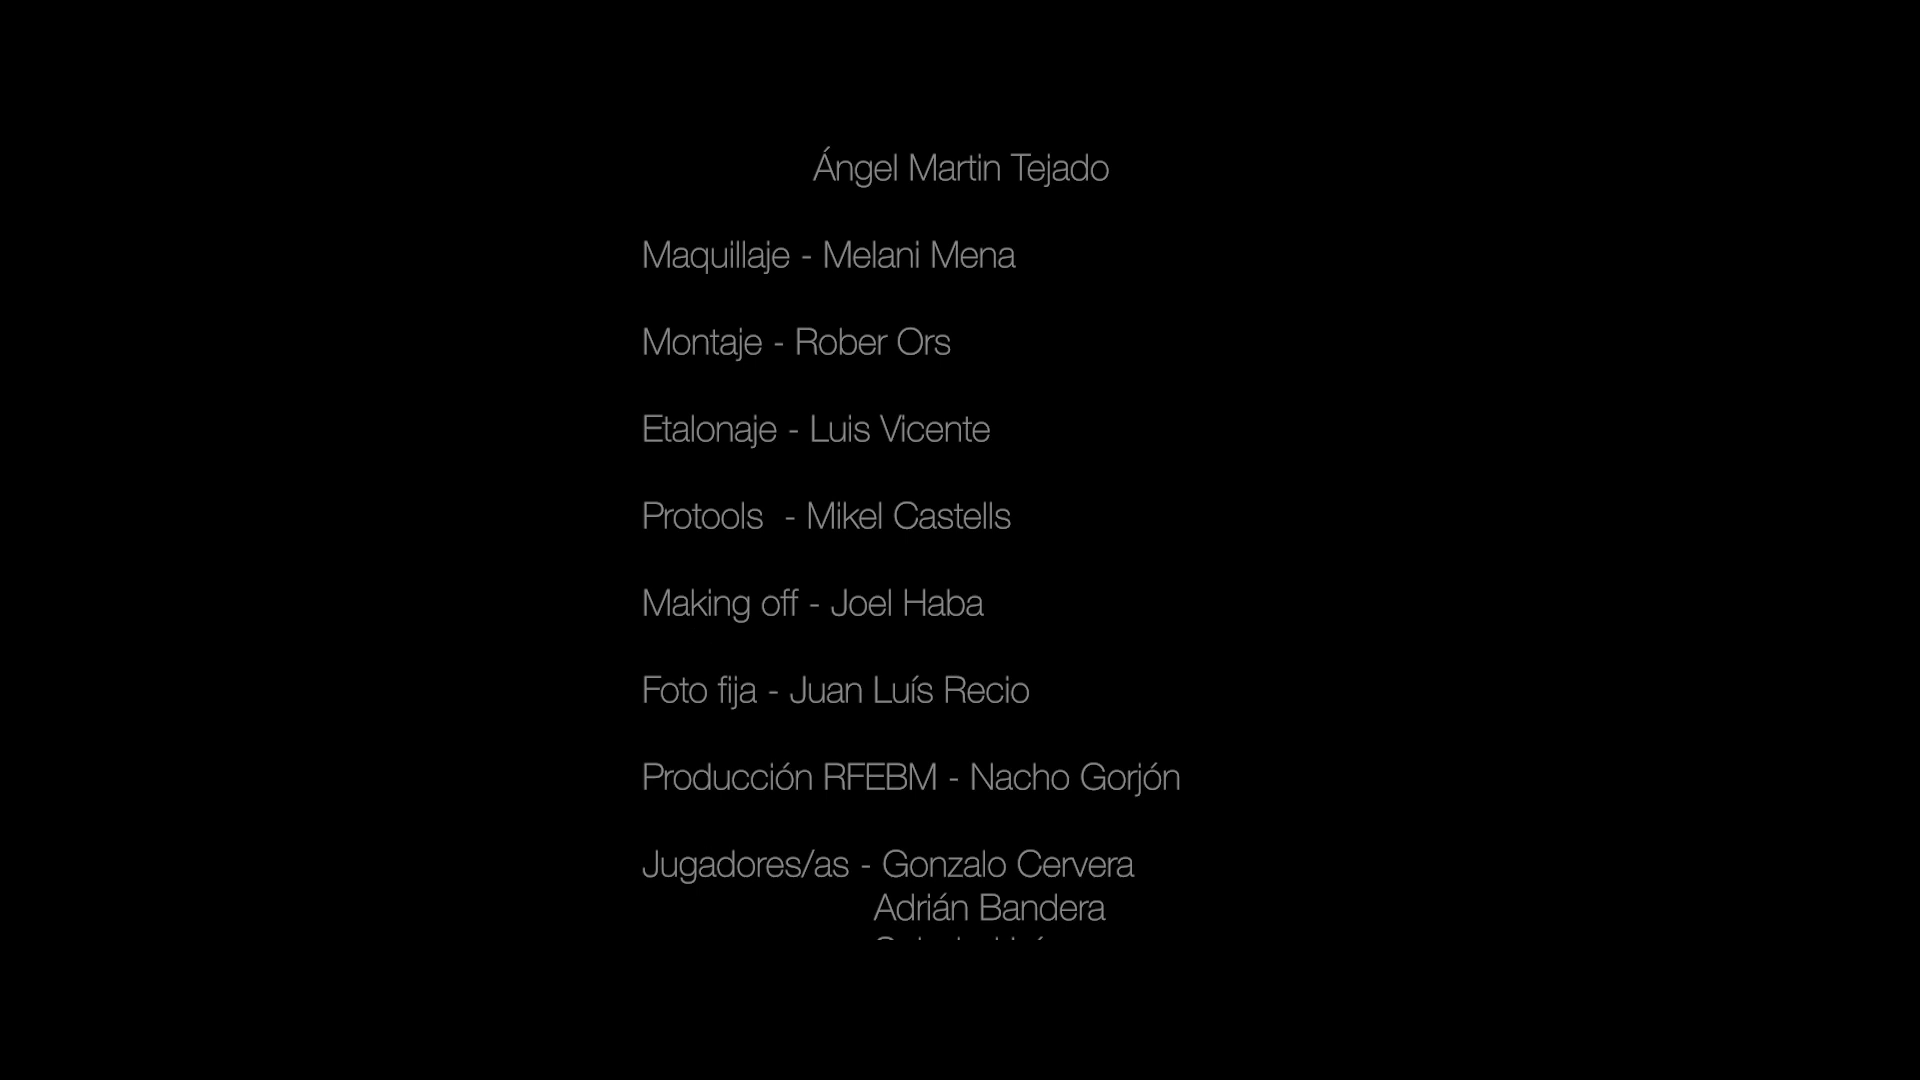 Ángel Martin Tejado
Maquillaje - Melani Mena
Montaje - Rober Ors
Etalonaje - Luis Vicente
Protools  - Mikel Castells
Making off - Joel Haba
Foto fija - Juan Luís Recio
Producción RFEBM - Nacho Gorjón
Jugadores/as - Gonzalo Cervera
Adrián Bandera